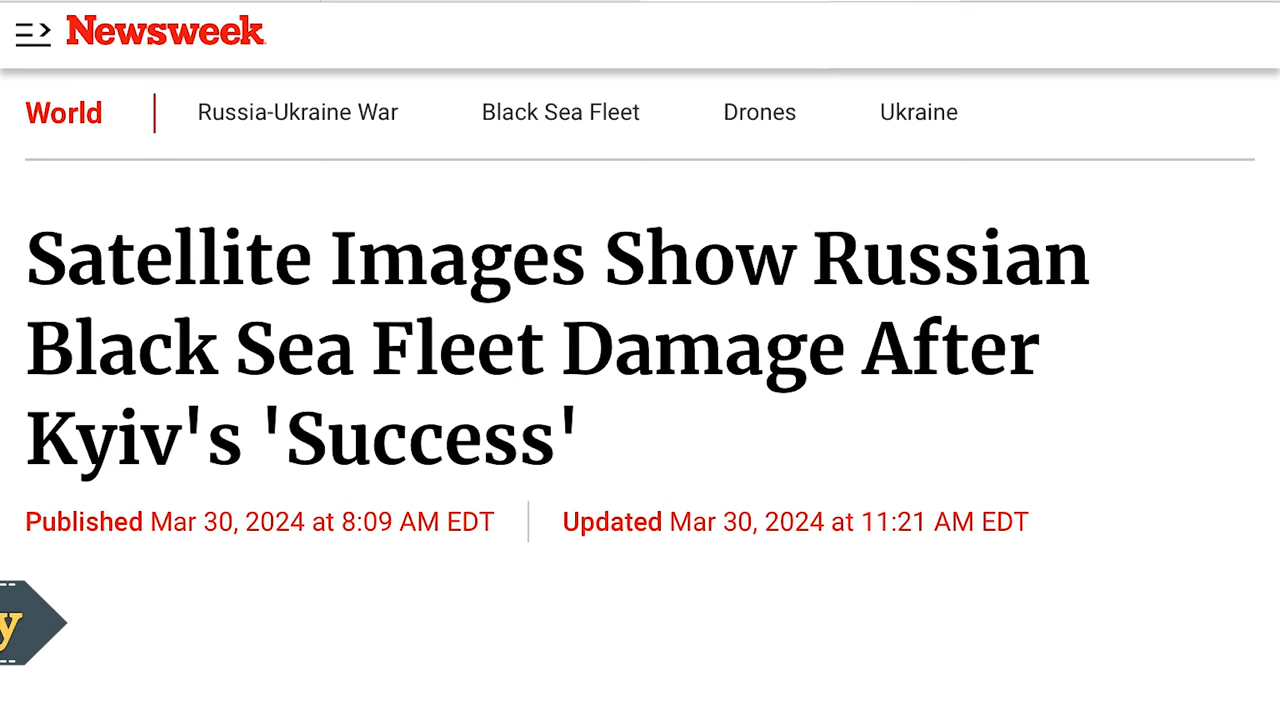 Newsweek
World
Russia-Ukraine War
Black Sea Fleet
Drones
Ukraine
Satellite Images Show Russian
Black Sea Fleet Damage After
Kyiv's 'Success'
Published Mar 30, 2024 at 8:09 AM EDT
Updated Mar 30, 2024 at 11:21 AM EDT
y